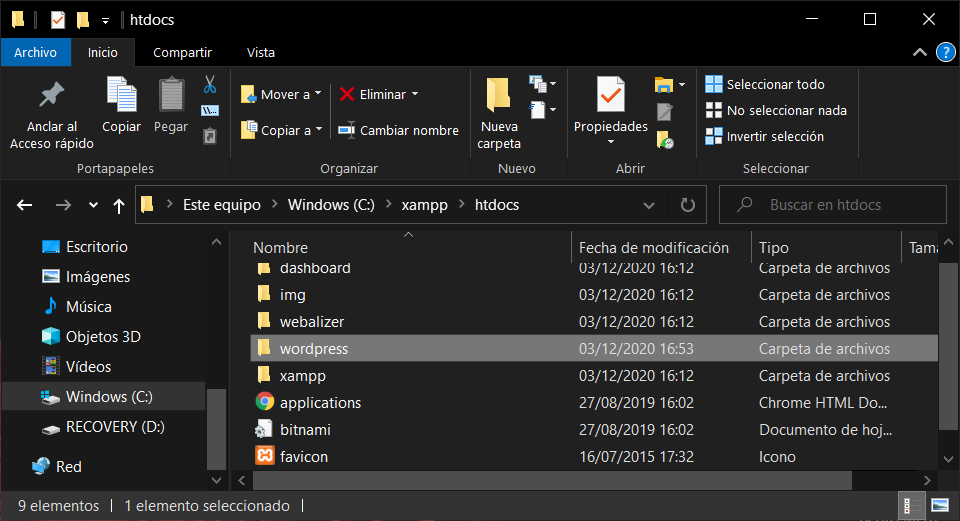 htdocs
Archivo Inicio Compartir Vista
Anclar al Acceso rápido
Copiar
Pegar
Portapapeles
Mover a
Copiar a
Eliminar
Cambiar nombre
Organizar
Nueva carpeta
Nuevo
Propiedades
Abrir
Seleccionar todo
No seleccionar nada
Invertir selección
Seleccionar
Este equipo > Windows (C:) > xampp > htdocs
Buscar en htdocs
Escritorio
Imágenes
Música
Objetos 3D
Vídeos
Windows (C:)
RECOVERY (D:)
Red
Nombre Fecha de modificación Tipo Tama
dashboard 03/12/2020 16:12 Carpeta de archivos
img 03/12/2020 16:12 Carpeta de archivos
webalizer 03/12/2020 16:12 Carpeta de archivos
wordpress 03/12/2020 16:53 Carpeta de archivos
xampp 03/12/2020 16:12 Carpeta de archivos
applications 27/08/2019 16:02 Chrome HTML Do...
bitnami 27/08/2019 16:02 Documento de hoj...
favicon 16/07/2015 17:32 Icono
9 elementos 1 elemento seleccionado